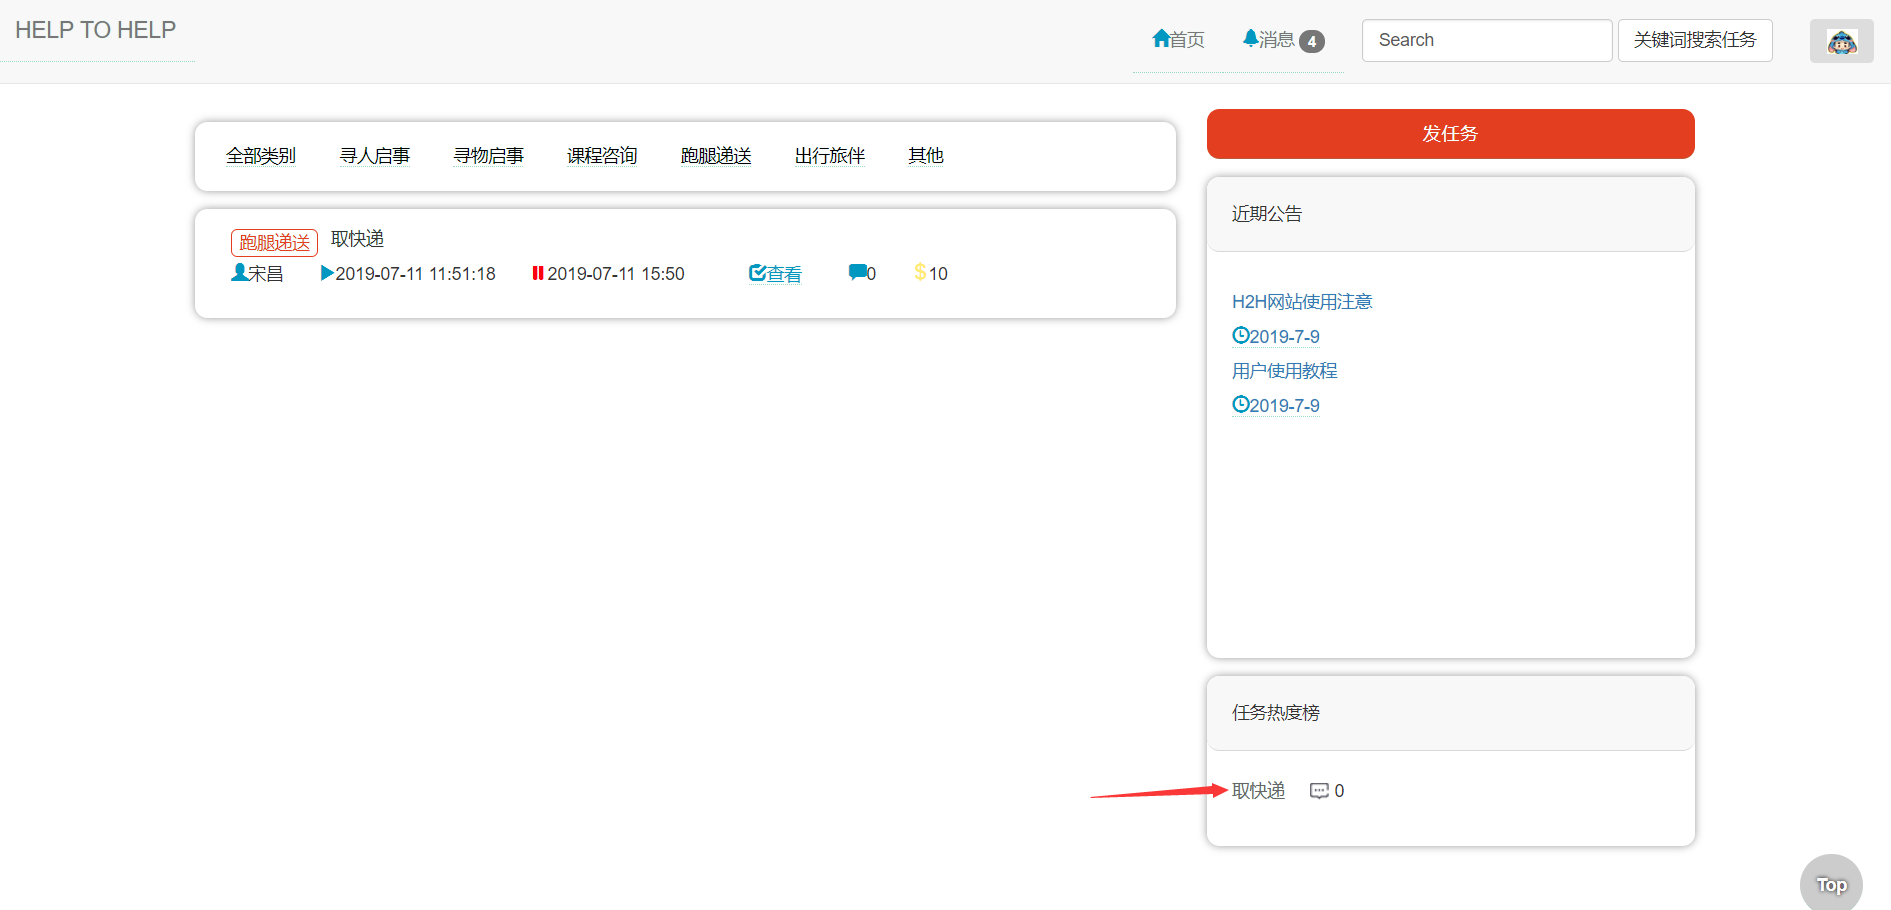 HELP TO HELP
首页 消息 4 Search 关键词搜索任务
全部类别 寻人启事 寻物启事 课程咨询 跑腿递送 出行旅伴 其他
跑腿递送 取快递
宋昌 2019-07-11 11:51:18 2019-07-11 15:50 查看 0 $10
发任务
近期公告
H2H网站使用注意
2019-7-9
用户使用教程
2019-7-9
任务热度榜
取快递 0
Top